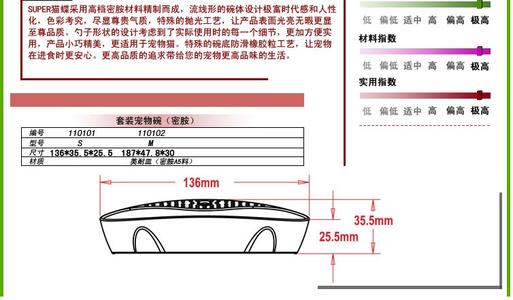 SUPER猫蝶采用高档密胺材料精制而成，流线形的碗体设计极富时代感和人性
化，色彩考究，尽显尊贵气质，特殊的抛光工艺，让产品表面光亮无暇更显
至尊品质。勺子形状的设计考虑到了实际使用时的每一个细节，更加方便实
用，产品小巧精美，更适用于宠物猫。特殊的碗底防滑橡胶粒工艺，让宠物
在进食时更安心。更高品质的追求带给您的宠物更高品味的生活。
低 偏低 适中 高 偏高 极高
材料指数
低 偏低 适中 高 偏高 极高
实用指数
低 偏低 适中 高 偏高 极高
套装宠物碗（密胺）
编号 110101 110102
型号 S M
尺寸 136*35.5*25.5 187*47.8*30
材质 美耐皿（密胺A5料）
136mm
35.5mm
25.5mm